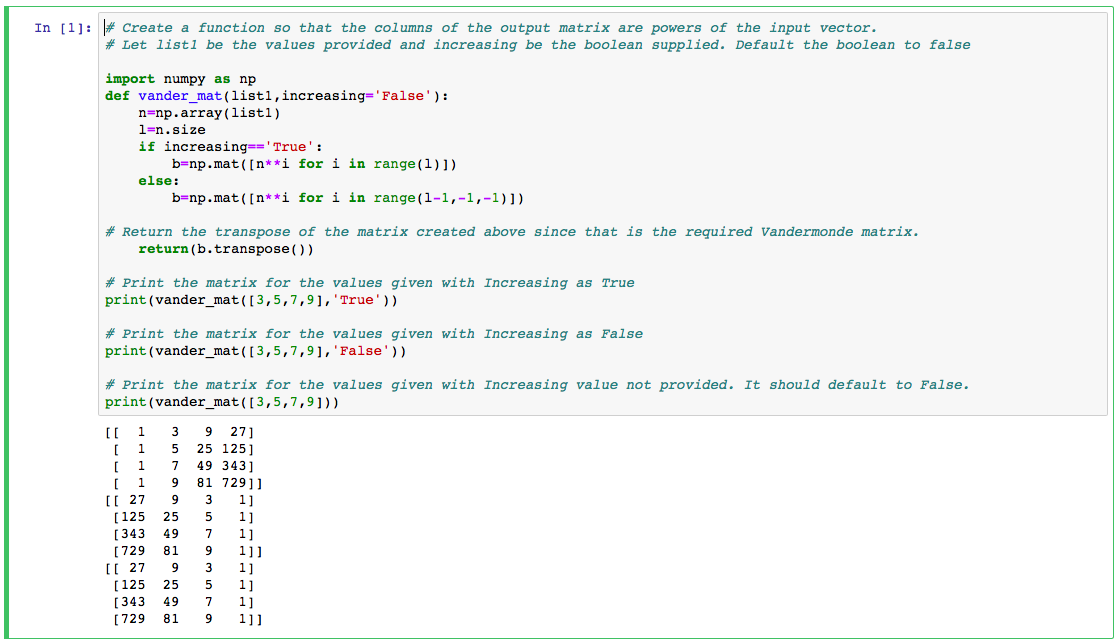 In [1]: # Create a function so that the columns of the output matrix are powers of the input vector.
# Let list1 be the values provided and increasing be the boolean supplied. Default the boolean to false

import numpy as np
def vander_mat(list1,increasing='False'):
    n=np.array(list1)
    l=n.size
    if increasing=='True':
        b=np.mat([n**i for i in range(l)])
    else:
        b=np.mat([n**i for i in range(l-1,-1,-1)])

# Return the transpose of the matrix created above since that is the required Vandermonde matrix.
    return(b.transpose())

# Print the matrix for the values given with Increasing as True
print(vander_mat([3,5,7,9],'True'))

# Print the matrix for the values given with Increasing as False
print(vander_mat([3,5,7,9],'False'))

# Print the matrix for the values given with Increasing value not provided. It should default to False.
print(vander_mat([3,5,7,9]))

[[  1   3   9  27]
 [  1   5  25 125]
 [  1   7  49 343]
 [  1   9  81 729]]
[[ 27   9   3   1]
 [125  25   5   1]
 [343  49   7   1]
 [729  81   9   1]]
[[ 27   9   3   1]
 [125  25   5   1]
 [343  49   7   1]
 [729  81   9   1]]